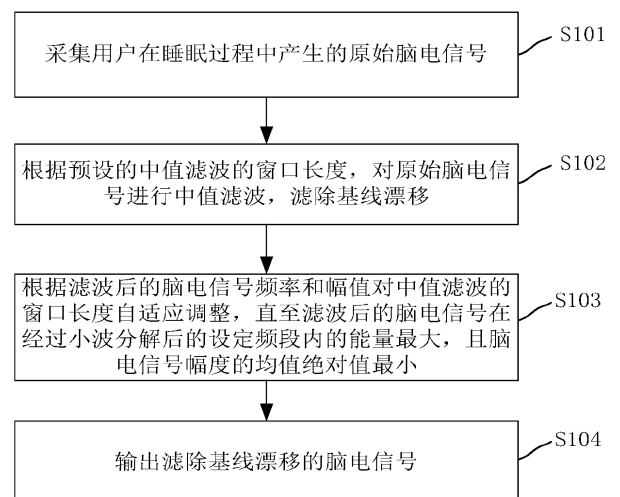 采集用户在睡眠过程中产生的原始脑电信号
S101
根据预设的中值滤波的窗口长度，对原始脑电信
号进行中值滤波，滤除基线漂移
S102
根据滤波后的脑电信号频率和幅值对中值滤波的
窗口长度自适应调整，直至滤波后的脑电信号在
经过小波分解后的设定频段内的能量最大，且脑
电信号幅度的均值绝对值最小
S103
输出滤除基线漂移的脑电信号
S104